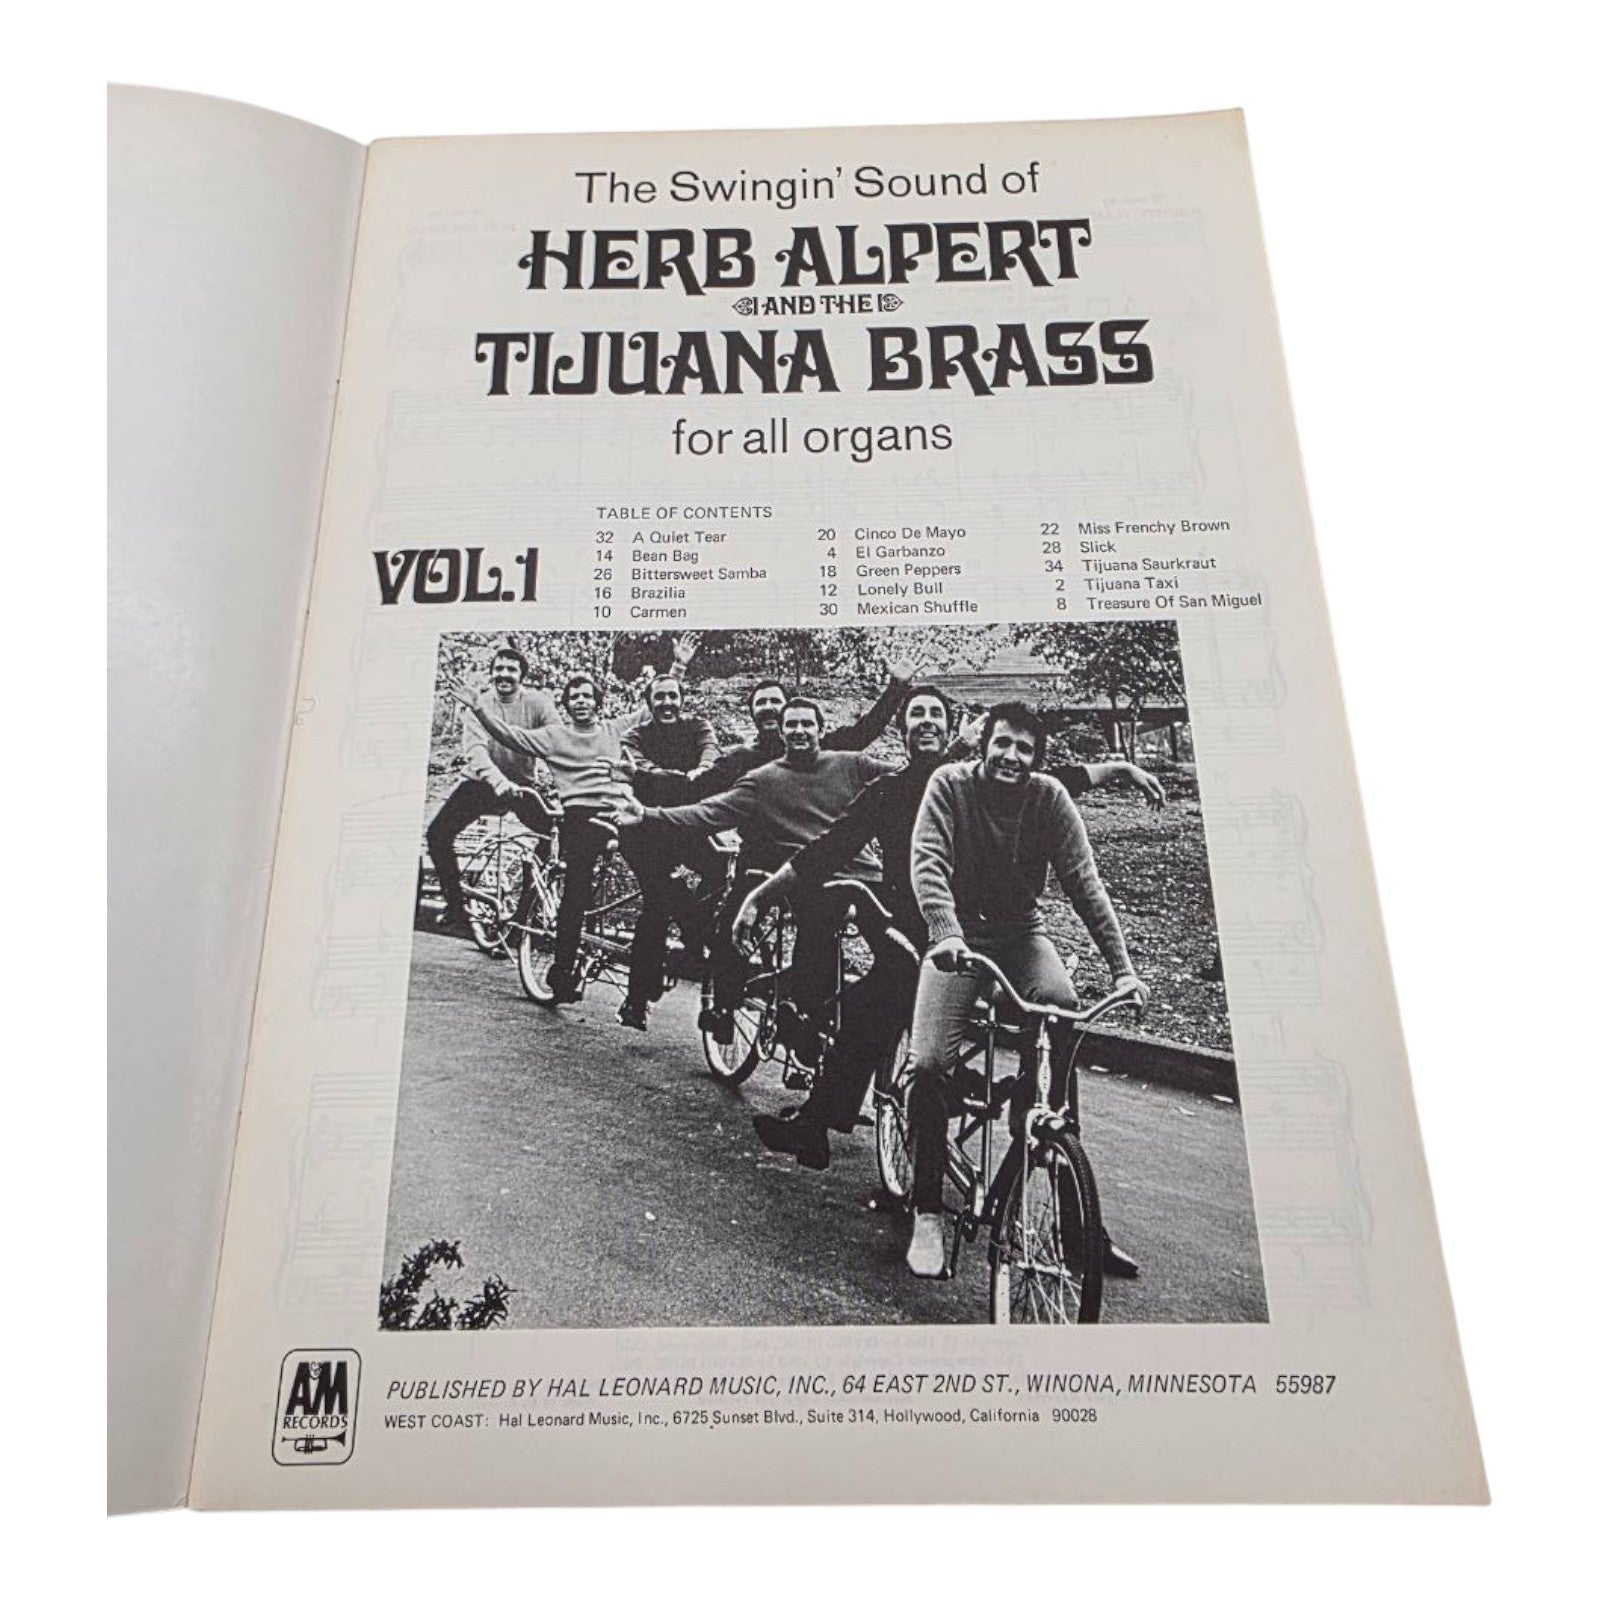 The Swingin' Sound of
HERB ALPERT
AND THE
TIJUANA BRASS
for all organs
VOL.1
TABLE OF CONTENTS
32 A Quiet Tear
14 Bean Bag
26 Bittersweet Samba
16 Brazilia
10 Carmen
20 Cinco De Mayo
4 El Garbanzo
18 Green Peppers
12 Lonely Bull
30 Mexican Shuffle
22 Miss Frenchy Brown
28 Slick
34 Tijuana Saurkraut
2 Tijuana Taxi
8 Treasure Of San Miguel
A&M
RECORDS
PUBLISHED BY HAL LEONARD MUSIC, INC., 64 EAST 2ND ST., WINONA, MINNESOTA 55987
WEST COAST: Hal Leonard Music, Inc., 6725 Sunset Blvd., Suite 314, Hollywood, California 90028